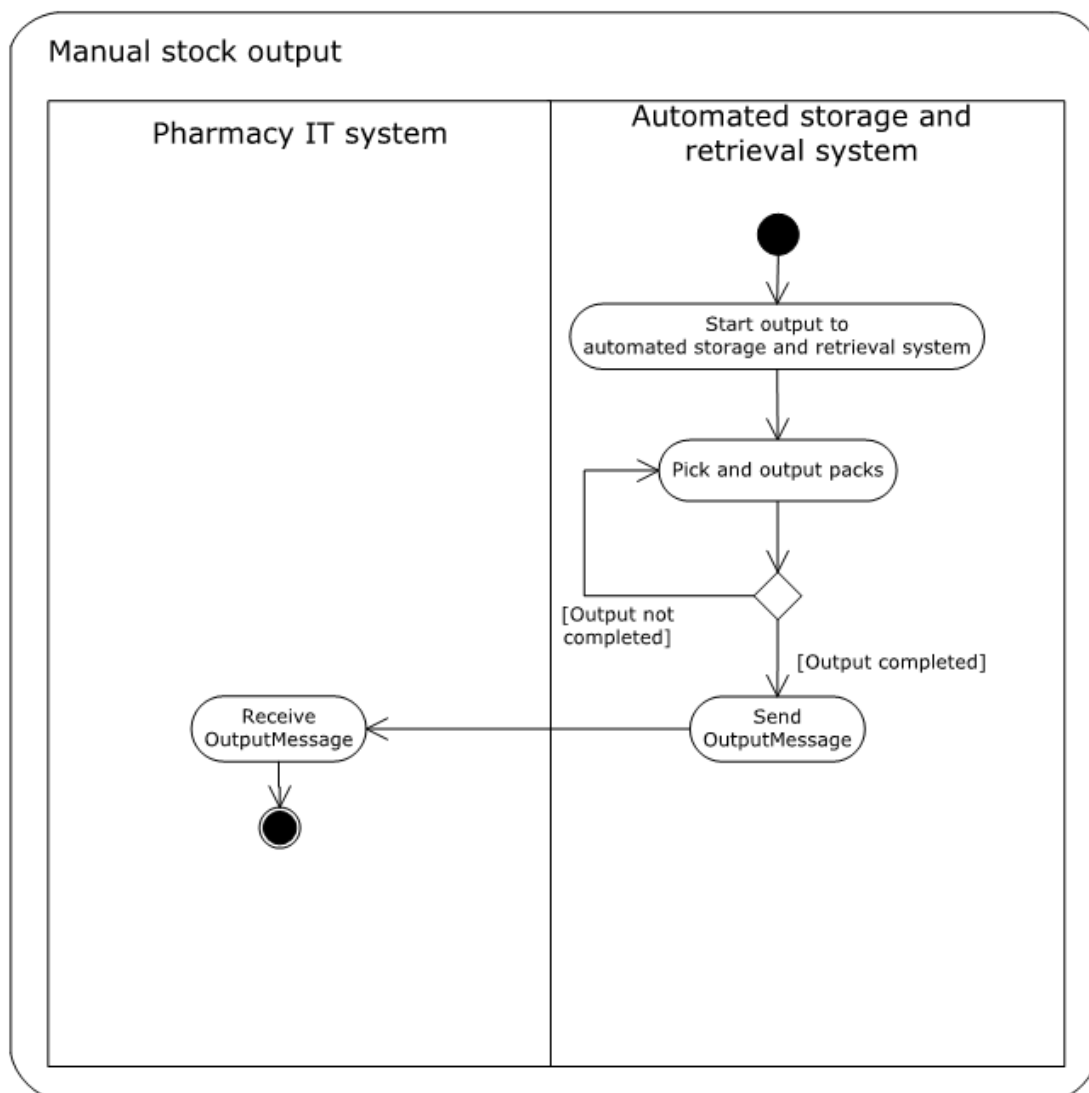 Manual stock output
Pharmacy IT system
Automated storage and
retrieval system
Start output to
automated storage and retrieval system
Pick and output packs
[Output not
completed]
[Output completed]
Receive
OutputMessage
Send
OutputMessage